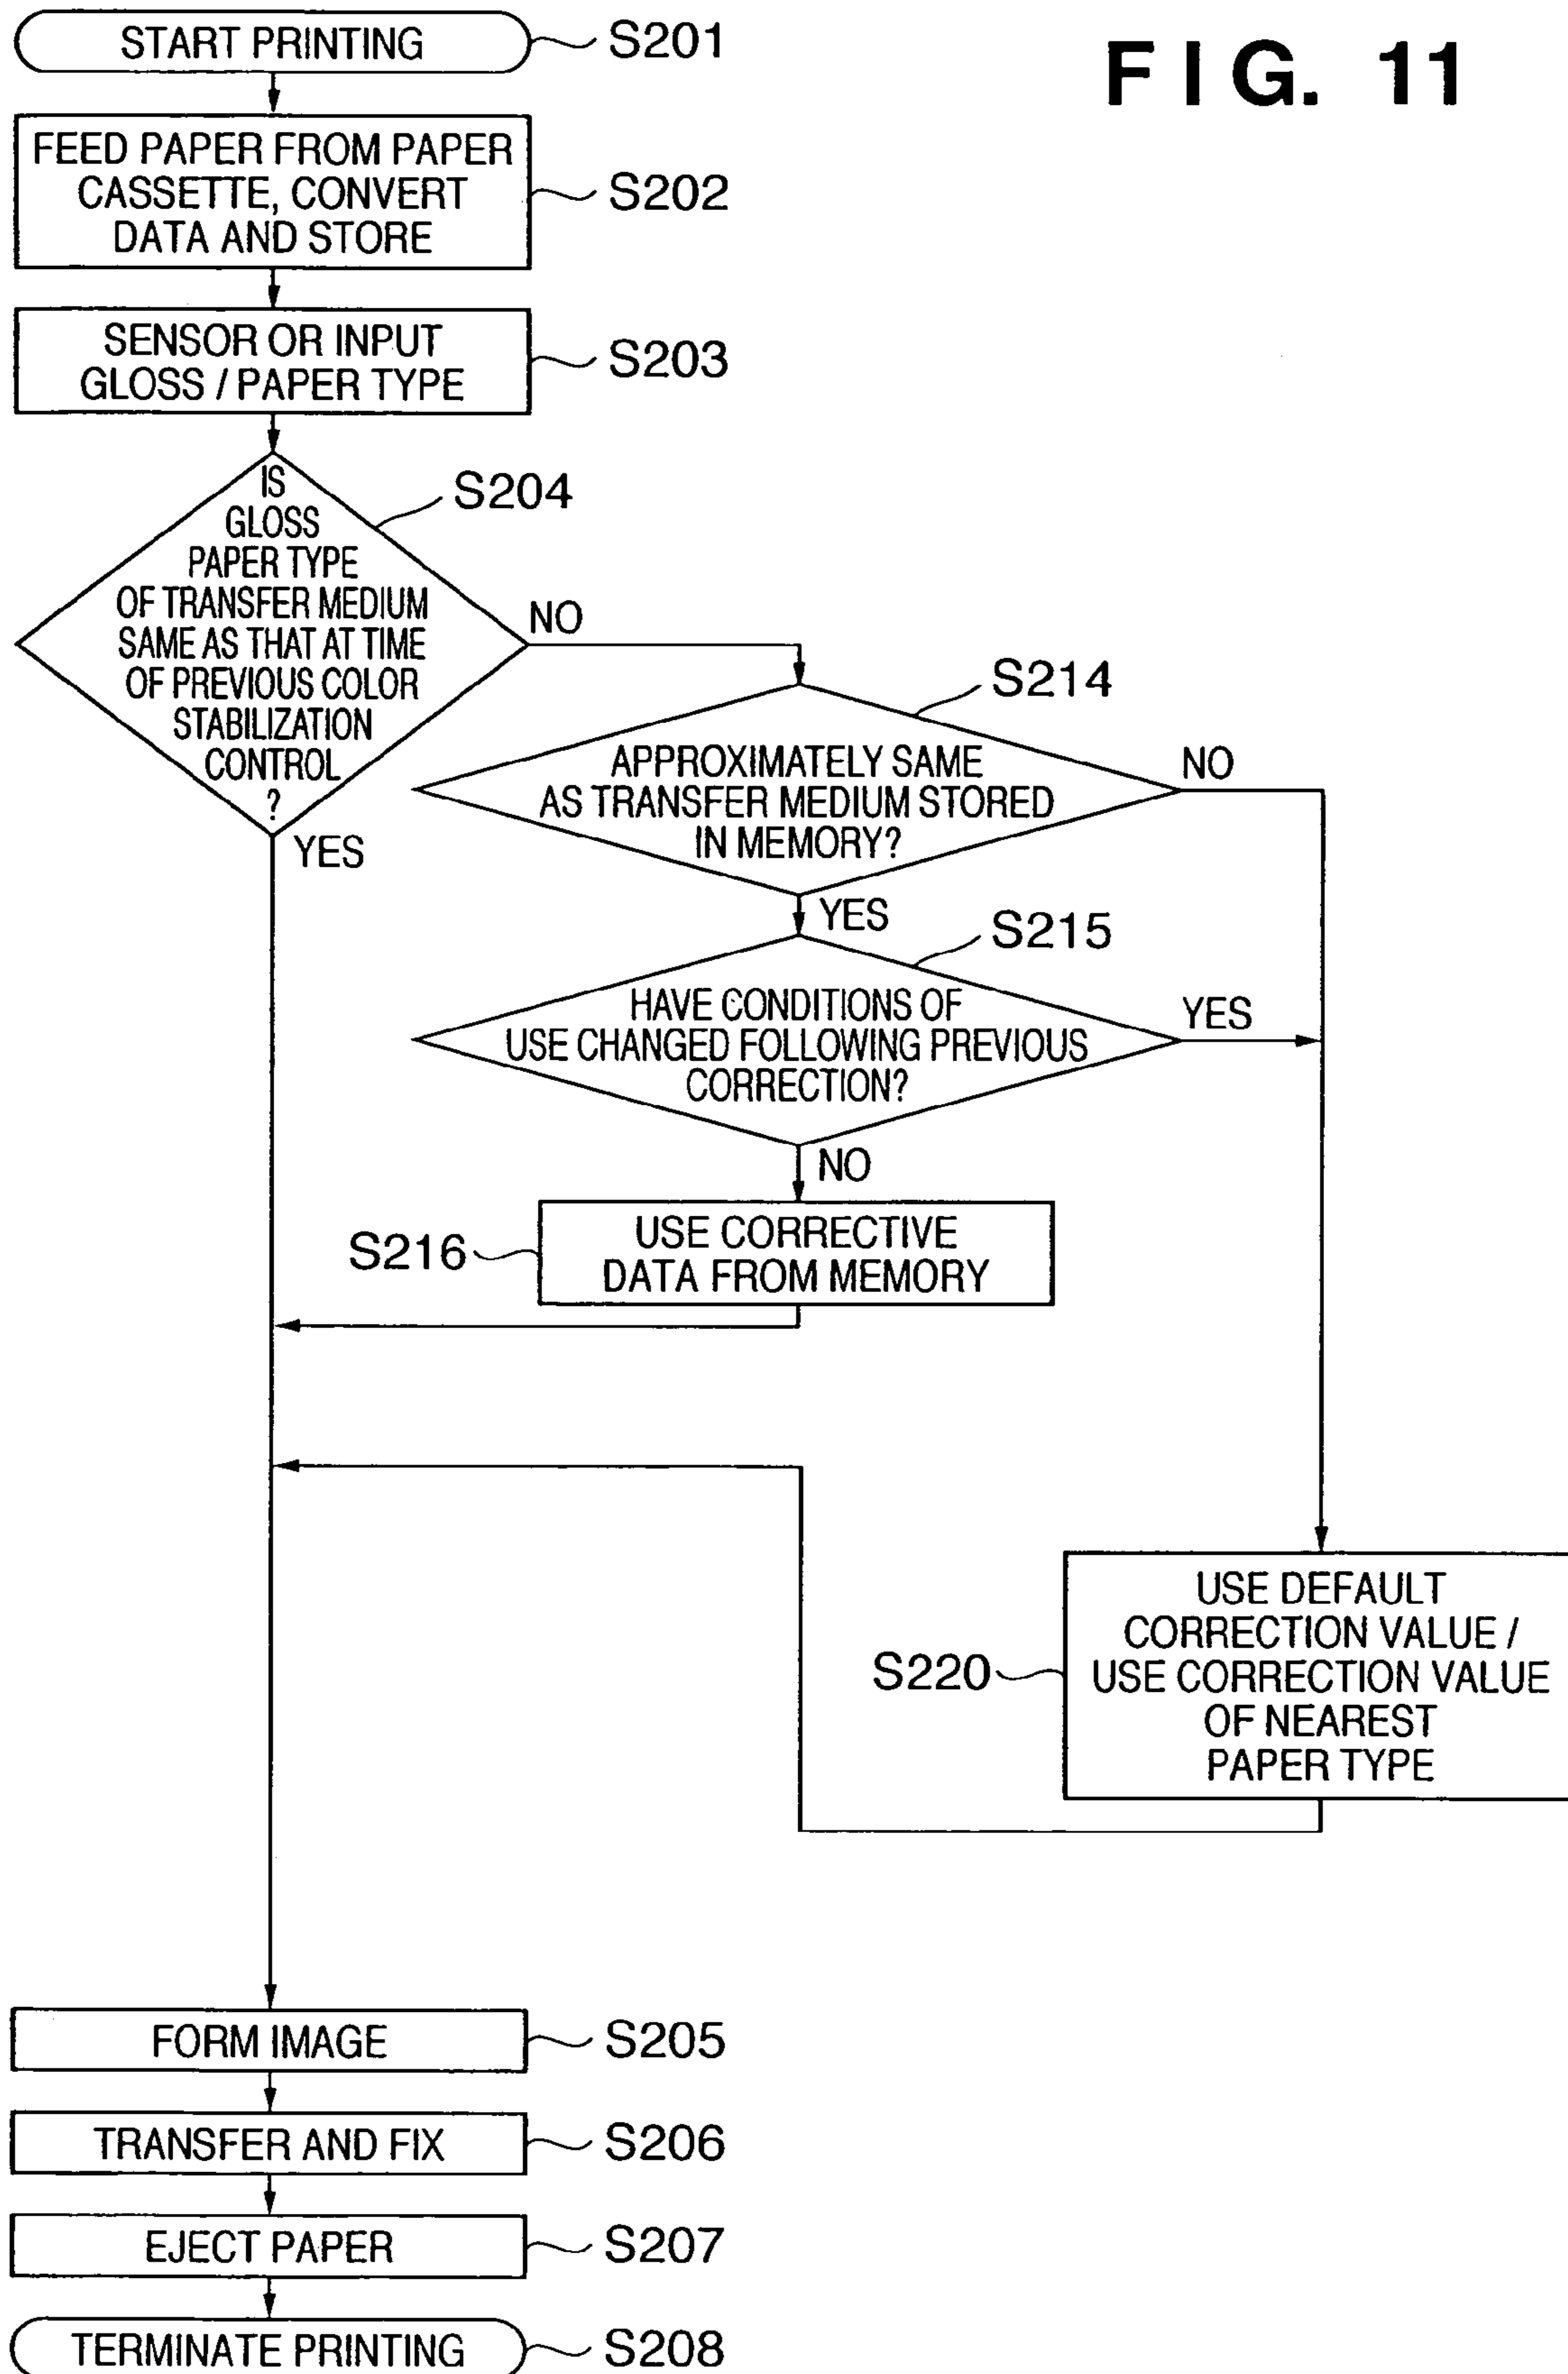 FIG. 11
START PRINTING
S201
FEED PAPER FROM PAPER
CASSETTE, CONVERT
DATA AND STORE
S202
SENSOR OR INPUT
GLOSS / PAPER TYPE
S203
IS
GLOSS
PAPER TYPE
OF TRANSFER MEDIUM
SAME AS THAT AT TIME
OF PREVIOUS COLOR
STABILIZATION
CONTROL
?
S204
NO
YES
S214
APPROXIMATELY SAME
AS TRANSFER MEDIUM STORED
IN MEMORY?
NO
YES
S215
HAVE CONDITIONS OF
USE CHANGED FOLLOWING PREVIOUS
CORRECTION?
YES
NO
S216
USE CORRECTIVE
DATA FROM MEMORY
S220
USE DEFAULT
CORRECTION VALUE /
USE CORRECTION VALUE
OF NEAREST
PAPER TYPE
FORM IMAGE
S205
TRANSFER AND FIX
S206
EJECT PAPER
S207
TERMINATE PRINTING
S208